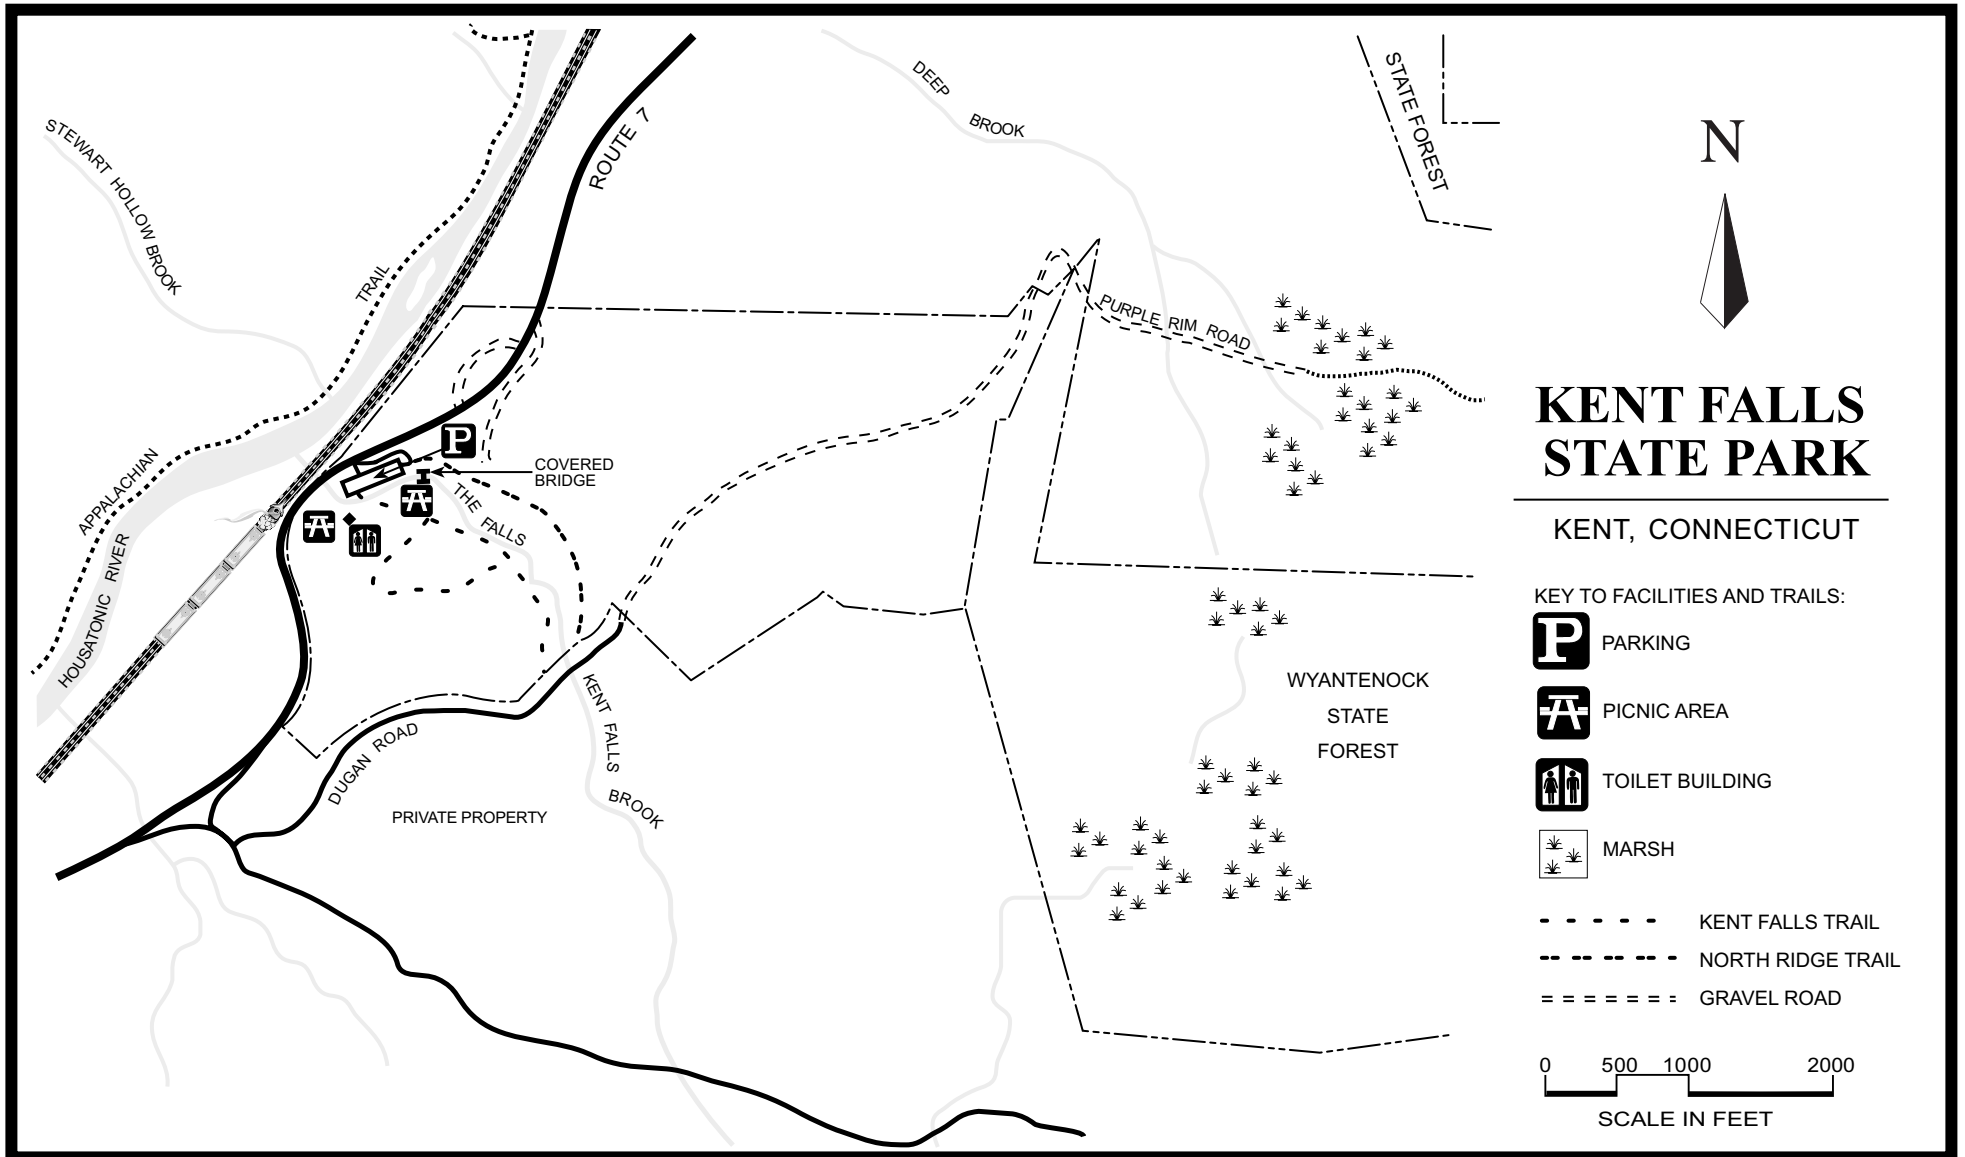 STEWART HOLLOW BROOK
APPALACHIAN
TRAIL
HOUSATONIC RIVER
ROUTE 7
DEEP
BROOK
STATE FOREST
PURPLE RIM ROAD
P
COVERED
BRIDGE
THE FALLS
KENT FALLS
BROOK
DUGAN ROAD
PRIVATE PROPERTY
WYANTENOCK
STATE
FOREST
N
KENT FALLS
STATE PARK
KENT, CONNECTICUT
KEY TO FACILITIES AND TRAILS:
P PARKING
PICNIC AREA
TOILET BUILDING
MARSH
KENT FALLS TRAIL
NORTH RIDGE TRAIL
GRAVEL ROAD
0 500 1000 2000
SCALE IN FEET